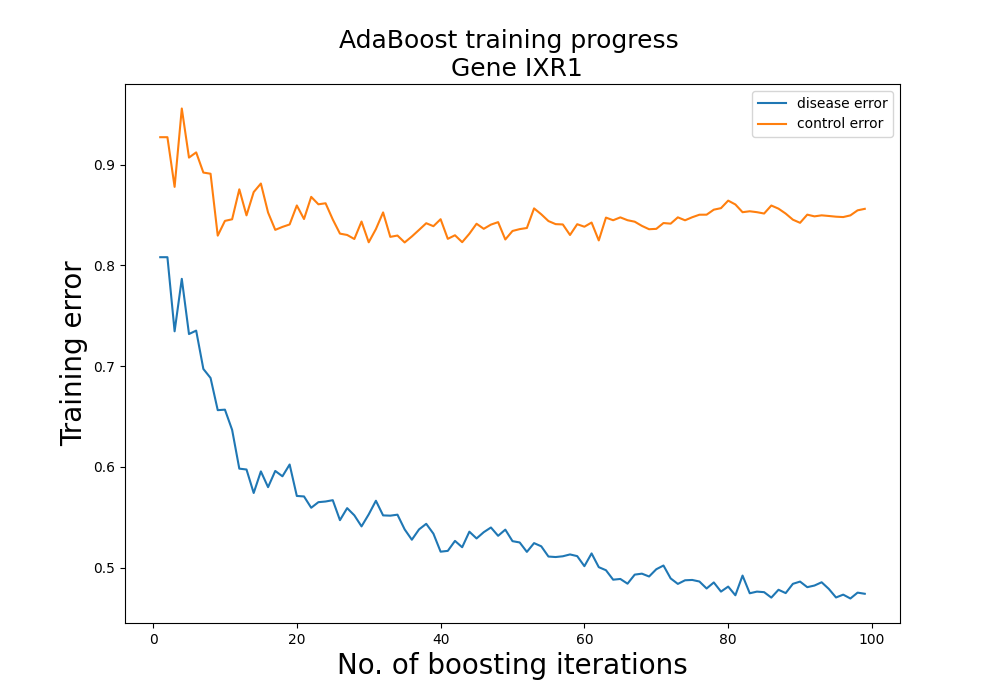 AdaBoost training progress
Gene IXR1
disease error
control error
Training error
0.9
0.8
0.7
0.6
0.5
0
20
40
60
80
100
No. of boosting iterations